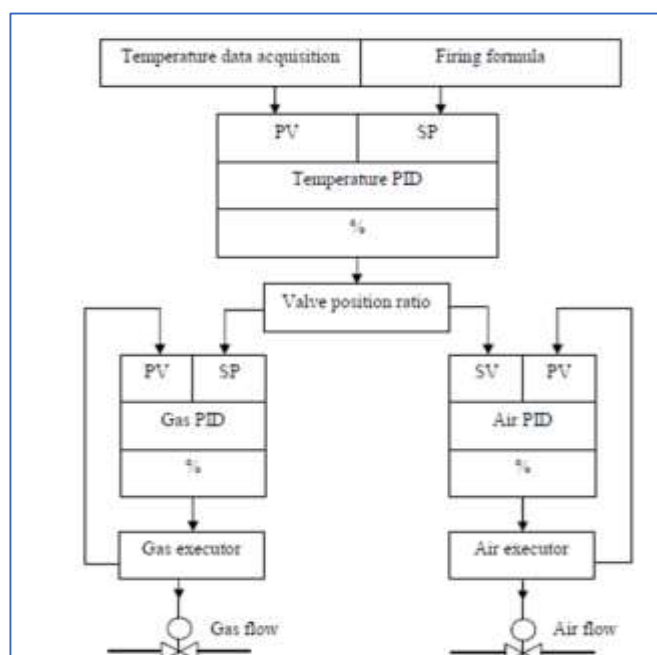 Temperature data acquisition
Firing formula
PV
SP
Temperature PID
%
Valve position ratio
PV
SP
SV
PV
Gas PID
Air PID
%
%
Gas executor
Air executor
Gas flow
Air flow